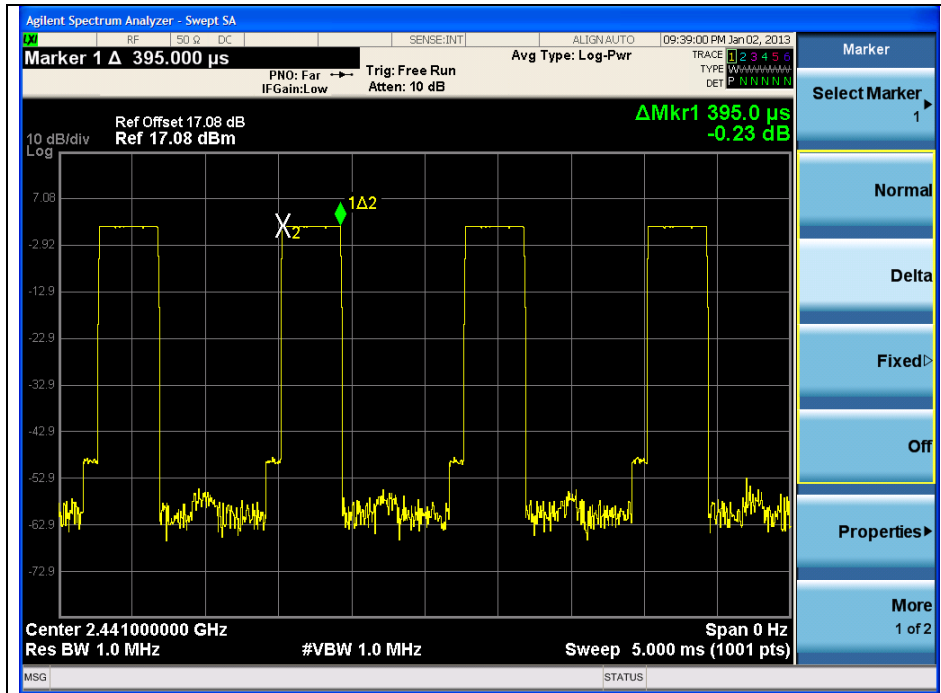 Agilent Spectrum Analyzer - Swept SA
LXI RF 50 Ω DC SENSE:INT ALIGN AUTO 09:39:00 PM Jan 02, 2013
Marker 1 Δ 395.000 µs
PNO: Far
IFGain:Low
Trig: Free Run
Atten: 10 dB
Avg Type: Log-Pwr
TRACE 1 2 3 4 5 6
TYPE WWWWWW
DET P N N N N N
ΔMkr1 395.0 µs
-0.23 dB
Ref Offset 17.08 dB
10 dB/div Ref 17.08 dBm
Log
7.08
-2.92
-12.9
-22.9
-32.9
-42.9
-52.9
-62.9
-72.9
X2
1Δ2
Center 2.441000000 GHz
Span 0 Hz
Res BW 1.0 MHz
#VBW 1.0 MHz
Sweep 5.000 ms (1001 pts)
MSG
STATUS
Marker
Select Marker
1
Normal
Delta
Fixed
Off
Properties
More
1 of 2